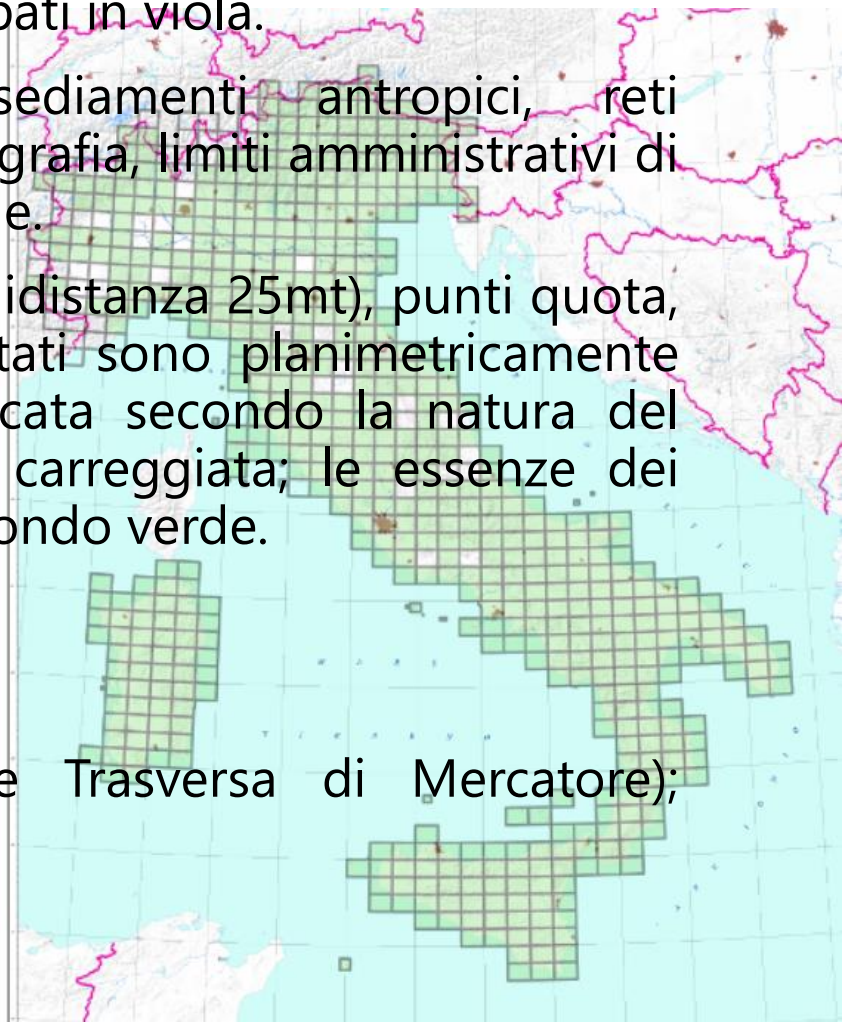 pati in viola.
sediamenti antropici, reti
grafia, limiti amministrativi di
e.
idistanza 25mt), punti quota,
tati sono planimetricamente
cata secondo la natura del
carreggiata; le essenze dei
ondo verde.
e Trasversa di Mercatore);